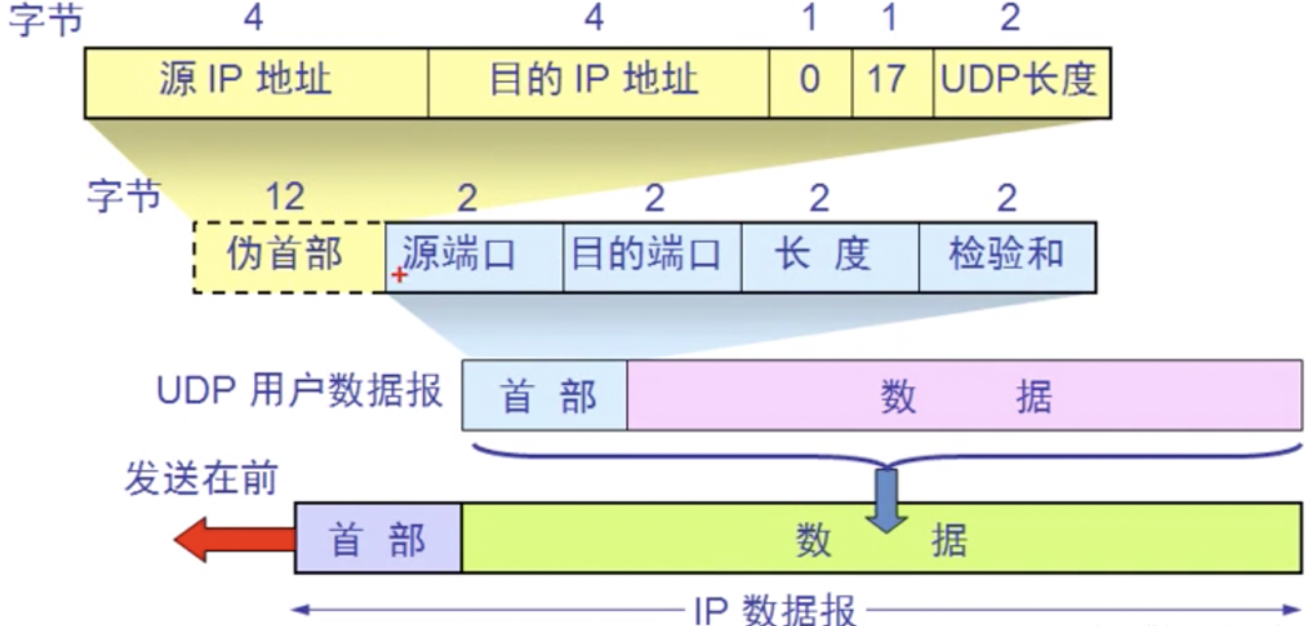 字节 4 4 1 1 2
源 IP 地址 目的 IP 地址 0 17 UDP长度
字节 12 2 2 2 2
伪首部 源端口 目的端口 长 度 检验和
UDP 用户数据报 首 部 数 据
发送在前
首 部 数 据
IP 数据报